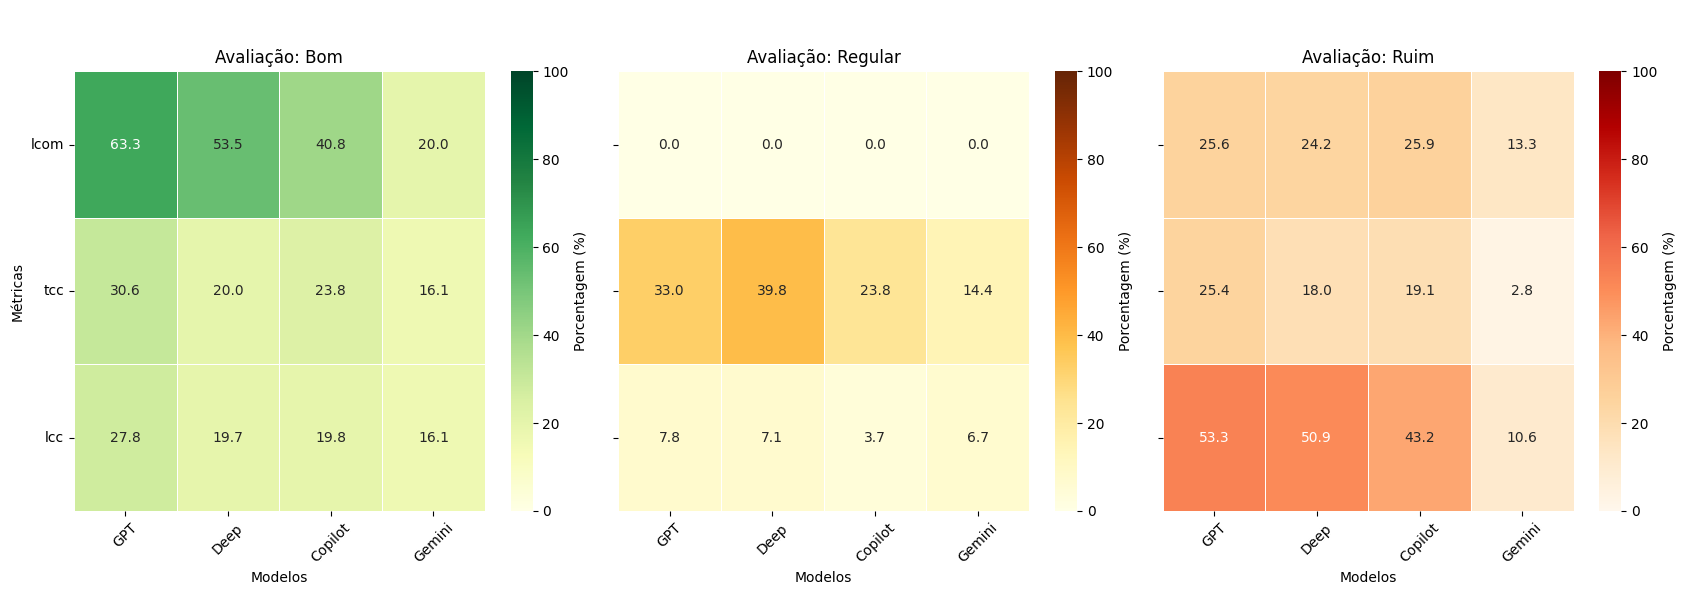 Avaliação: Bom
Métricas
lcom 63.3 53.5 40.8 20.0
tcc 30.6 20.0 23.8 16.1
lcc 27.8 19.7 19.8 16.1
GPT Deep Copilot Gemini
Modelos
100
80
60
40
20
0
Porcentagem (%)
Avaliação: Regular
0.0 0.0 0.0 0.0
33.0 39.8 23.8 14.4
7.8 7.1 3.7 6.7
GPT Deep Copilot Gemini
Modelos
100
80
60
40
20
0
Porcentagem (%)
Avaliação: Ruim
25.6 24.2 25.9 13.3
25.4 18.0 19.1 2.8
53.3 50.9 43.2 10.6
GPT Deep Copilot Gemini
Modelos
100
80
60
40
20
0
Porcentagem (%)